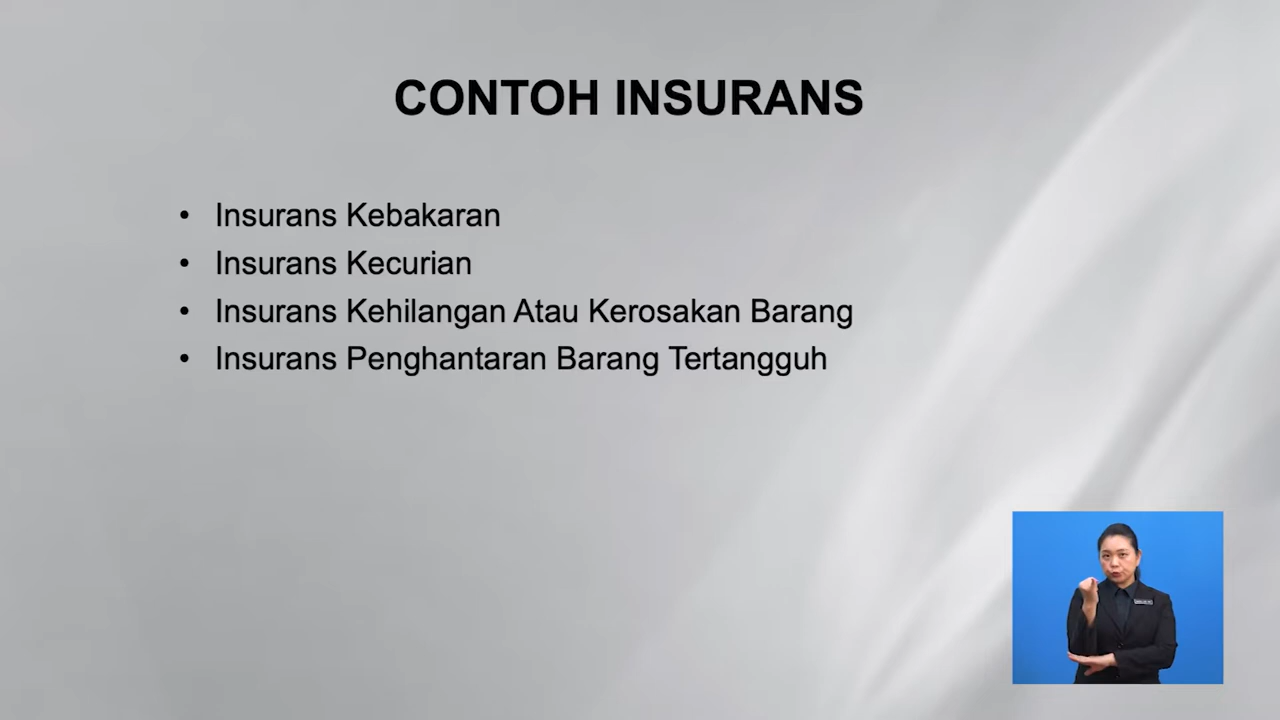 CONTOH INSURANS
• Insurans Kebakaran
• Insurans Kecurian
• Insurans Kehilangan Atau Kerosakan Barang
• Insurans Penghantaran Barang Tertangguh